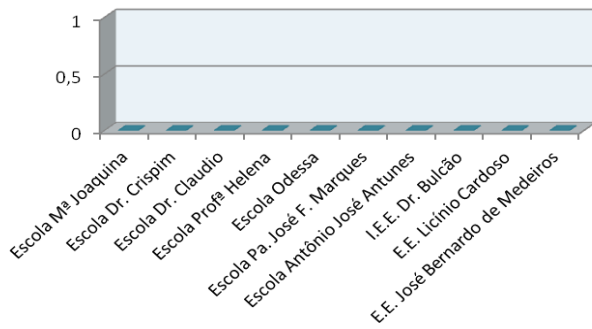 1
0,5
0
Escola Mª Joaquina
Escola Dr. Crispim
Escola Dr. Claudio
Escola Profª Helena
Escola Odessa
Escola Pa. José F. Marques
Escola Antônio José Antunes
I.E.E. Dr. Bulcão
E.E. Licínio Cardoso
E.E. José Bernardo de Medeiros